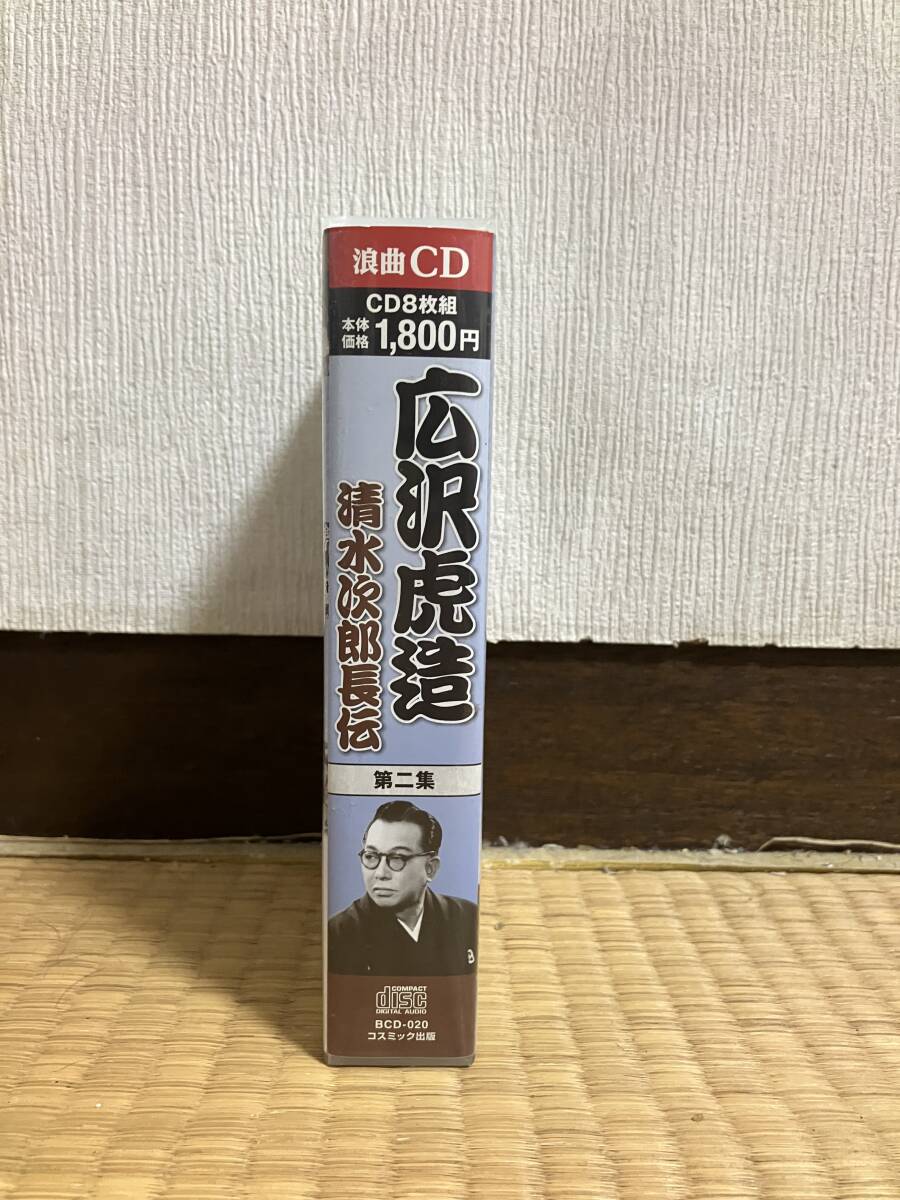 浪曲CD
CD8枚組
本体価格 1,800円
広沢虎造
清水次郎長伝
第二集
COMPACT
disc
DIGITAL AUDIO
BCD-020
コスミック出版